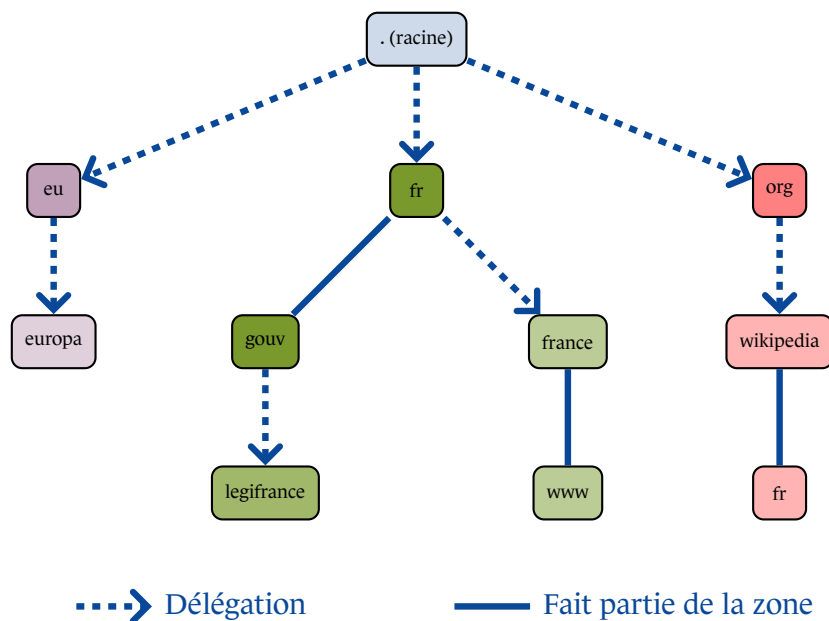 . (racine)
eu
fr
org
europa
gouv
france
wikipedia
legifrance
www
fr
Délégation
Fait partie de la zone